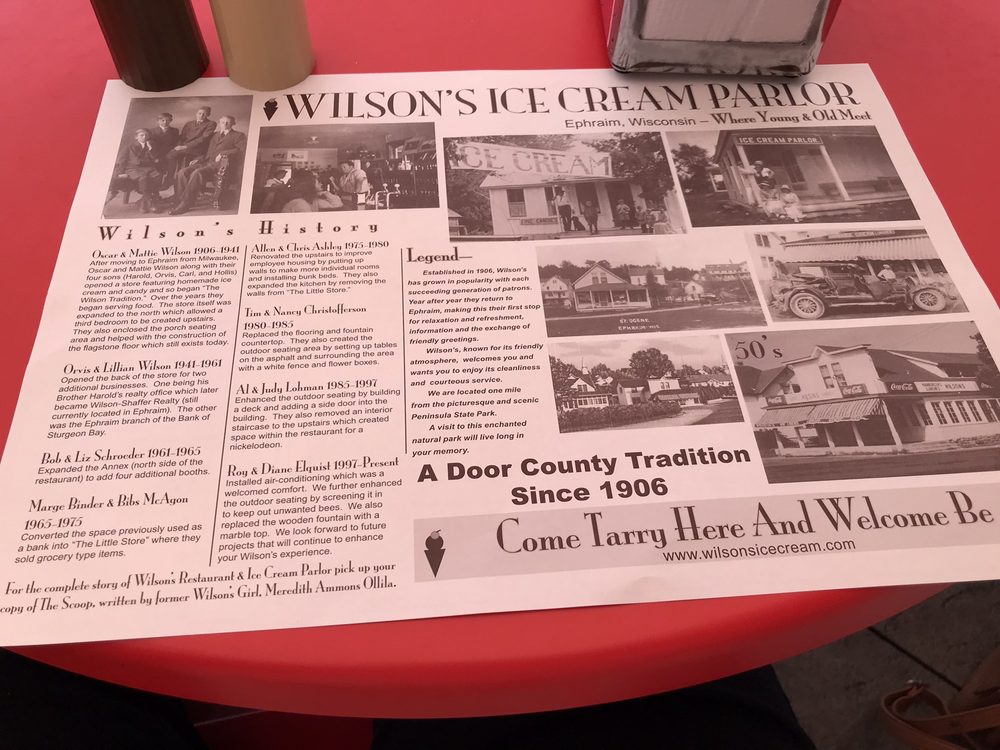 WILSON'S ICE CREAM PARLOR
Ephraim, Wisconsin – Where Young & Old Meet
ICE CREAM
ICE CREAM PARLOR
Wilson's History
Oscar & Mattie Wilson 1906-1941
After moving to Ephraim from Milwaukee,
Oscar and Mattie Wilson along with their
four sons (Harold, Orvis, Carl, and Hollis)
opened a store featuring homemade ice
cream and candy and so began "The
Wilson Tradition." Over the years they
began serving food. The store itself was
expanded to the north which allowed a
third bedroom to be created upstairs.
They also enclosed the porch seating
area and helped with the construction of
the flagstone floor which still exists today.
Orvis & Lillian Wilson 1941-1961
Opened the back of the store for two
additional businesses. One being his
Brother Harold's realty office which later
became Wilson-Shaffer Realty (still
currently located in Ephraim). The other
was the Ephraim branch of the Bank of
Sturgeon Bay.
Bob & Liz Schroeder 1961-1965
Expanded the Annex (north side of the
restaurant) to add four additional booths.
Marge Binder & Bibs McAgon
1965-1975
Converted the space previously used as
a bank into "The Little Store" where they
sold grocery type items.
Allen & Chris Ashley 1975-1980
Renovated the upstairs to improve
employee housing by putting up
walls to make more individual rooms
and installing bunk beds. They also
expanded the kitchen by removing the
walls from "The Little Store."
Tim & Nancy Christofferson
1980-1985
Replaced the flooring and fountain
countertop. They also created the
outdoor seating area by setting up tables
on the asphalt and surrounding the area
with a white fence and flower boxes.
Al & Judy Lohman 1985-1997
Enhanced the outdoor seating by building
a deck and adding a side door into the
building. They also removed an interior
staircase to the upstairs which created
space within the restaurant for a
nickelodeon.
Roy & Diane Elquist 1997-Present
Installed air-conditioning which was a
welcomed comfort. We further enhanced
the outdoor seating by screening it in
to keep out unwanted bees. We also
replaced the wooden fountain with a
marble top. We look forward to future
projects that will continue to enhance
your Wilson's experience.
Legend—
Established in 1906, Wilson's
has grown in popularity with each
succeeding generation of patrons.
Year after year they return to
Ephraim, making this their first stop
for relaxation and refreshment,
information and the exchange of
friendly greetings.
Wilson's, known for its friendly
atmosphere, welcomes you and
wants you to enjoy its cleanliness
and courteous service.
We are located one mile
from the picturesque and scenic
Peninsula State Park.
A visit to this enchanted
natural park will live long in
your memory.
ST. SCENE
EPHRAIM-WIS
50's
Coca-Cola
Coca-Cola
WILSONS
A Door County Tradition
Since 1906
Come Tarry Here And Welcome Be
www.wilsonsicecream.com
For the complete story of Wilson's Restaurant & Ice Cream Parlor pick up your
copy of The Scoop, written by former Wilson's Girl, Meredith Ammons Ollila.